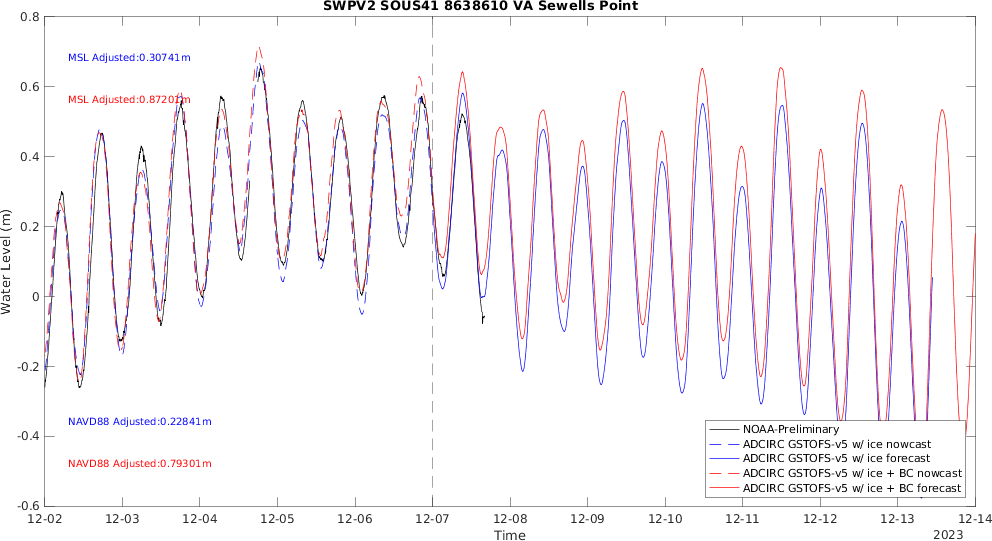 SWPV2 SOUS41 8638610 VA Sewells Point
0.8
0.6
0.4
0.2
0
-0.2
-0.4
-0.6
Water Level (m)
MSL Adjusted:0.30741m
MSL Adjusted:0.87201m
NAVD88 Adjusted:0.22841m
NAVD88 Adjusted:0.79301m
NOAA-Preliminary
ADCIRC GSTOFS-v5 w/ ice nowcast
ADCIRC GSTOFS-v5 w/ ice forecast
ADCIRC GSTOFS-v5 w/ ice + BC nowcast
ADCIRC GSTOFS-v5 w/ ice + BC forecast
12-02 12-03 12-04 12-05 12-06 12-07 12-08 12-09 12-10 12-11 12-12 12-13 12-14
Time
2023